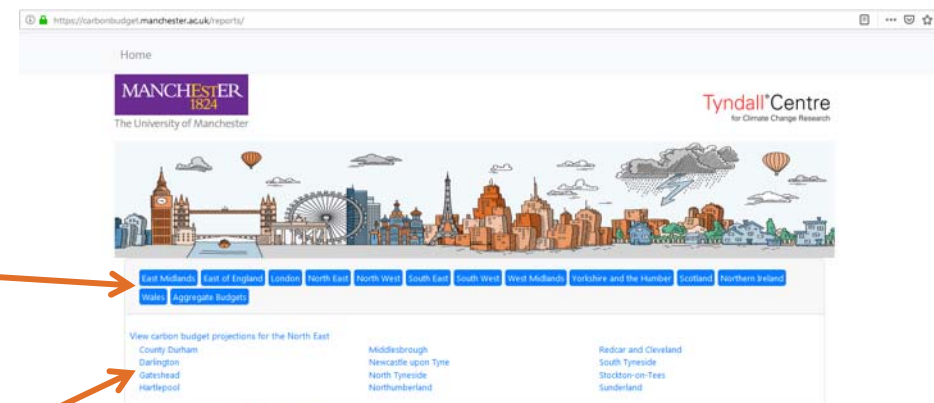 https://carbonbudget.manchester.ac.uk/reports/
Home
MANCHESTER
1824
The University of Manchester
Tyndall°Centre
for Climate Change Research
East Midlands East of England London North East North West South East South West West Midlands Yorkshire and the Humber Scotland Northern Ireland
Wales Aggregate Budgets
View carbon budget projections for the North East
County Durham Middlesbrough Redcar and Cleveland
Darlington Newcastle upon Tyne South Tyneside
Gateshead North Tyneside Stockton-on-Tees
Hartlepool Northumberland Sunderland